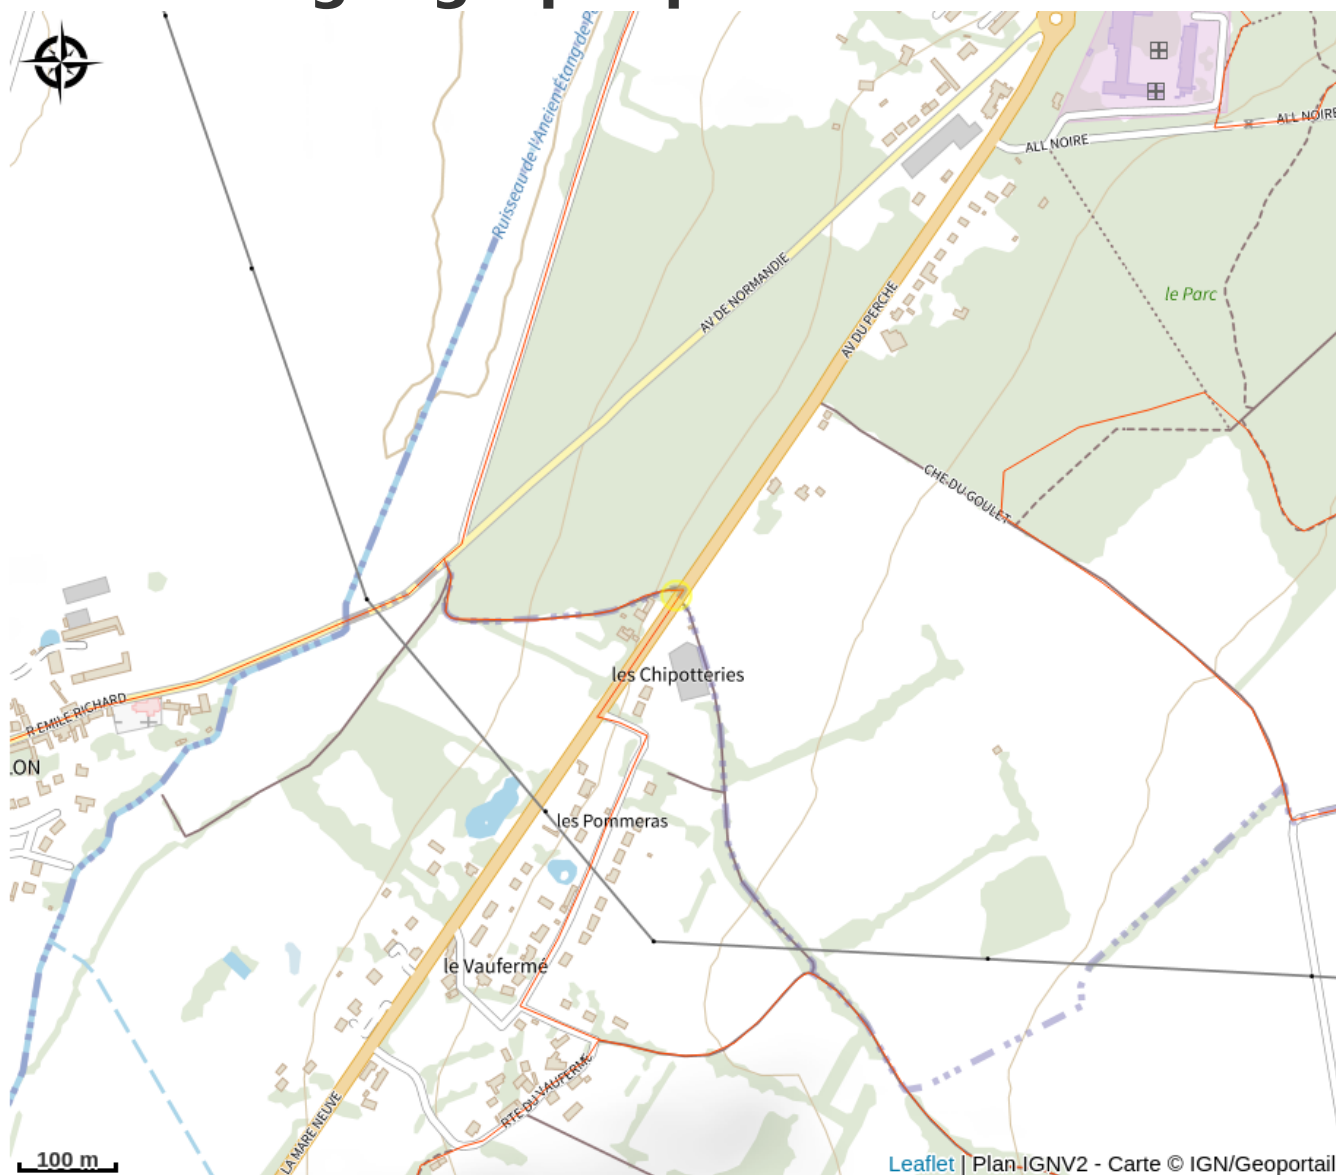 Ruisseau de l'Ancien Étang de
ALL NOIRE
ALL NOIRE
AV DE NORMANDIE
le Parc
AV DU PERCHE
CHE DU GOULET
les Chipotteries
R EMILE RICHARD
LON
les Pommeras
le Vaufermé
RTE DU VAUFERMÉ
LA MARE NEUVE
100 m
Leaflet | Plan IGNV2 - Carte © IGN/Geoportail